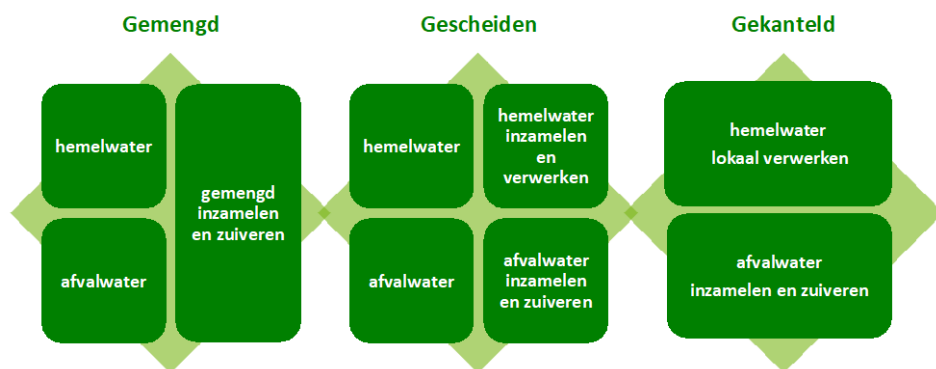 Gemengd
hemelwater
afvalwater
gemengd
inzamelen
en zuiveren
Gescheiden
hemelwater
hemelwater
inzamelen
en
verwerken
afvalwater
afvalwater
inzamelen
en zuiveren
Gekanteld
hemelwater
lokaal verwerken
afvalwater
inzamelen en zuiveren